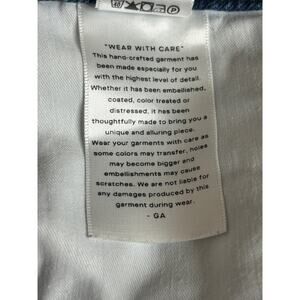 "WEAR WITH CARE"
This hand-crafted garment has
been made especially for you
with the highest level of detail.
Whether it has been embellished,
coated, color treated or
distressed, it has been
thoughtfully made to bring you a
unique and alluring piece.
Wear your garments with care as
some colors may transfer, holes
may become bigger and
embellishments may cause
scratches. We are not liable for
any damages produced by this
garment during wear.
- GA